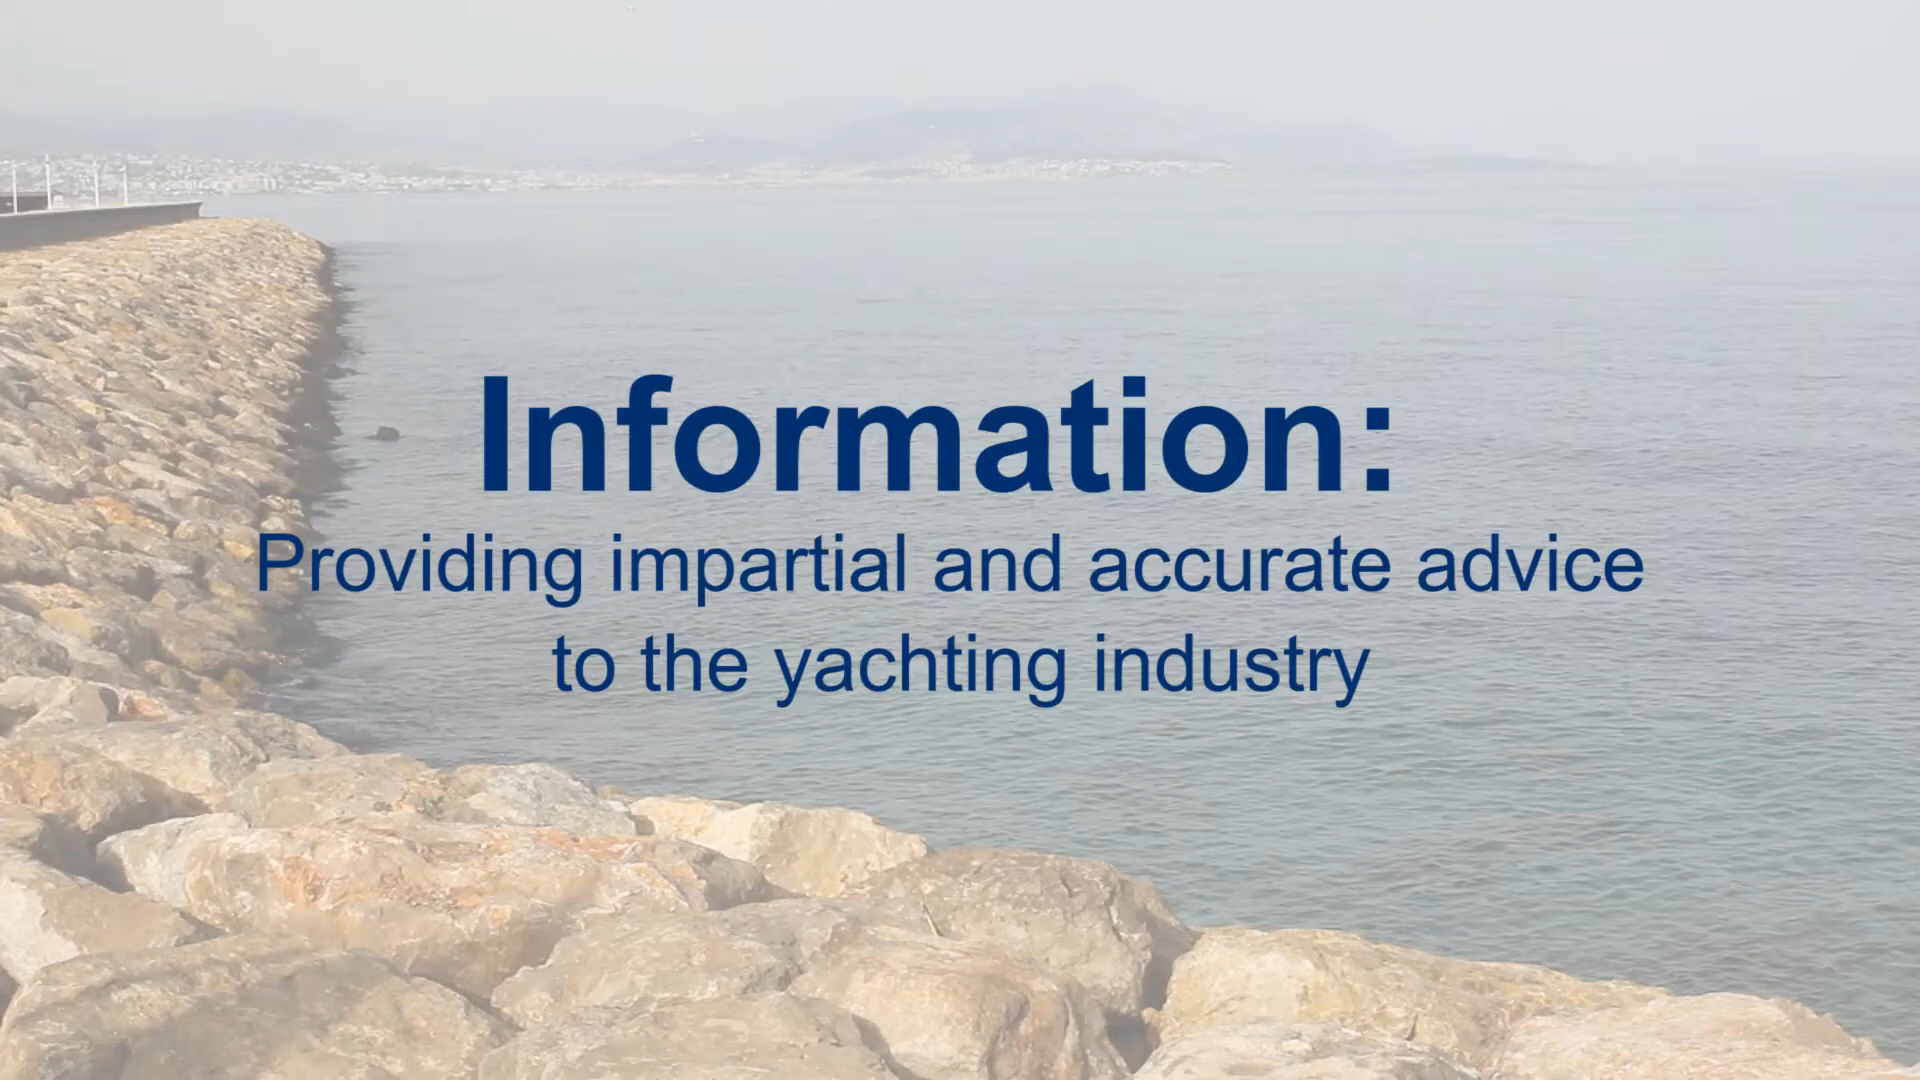 Information:
Providing impartial and accurate advice
to the yachting industry